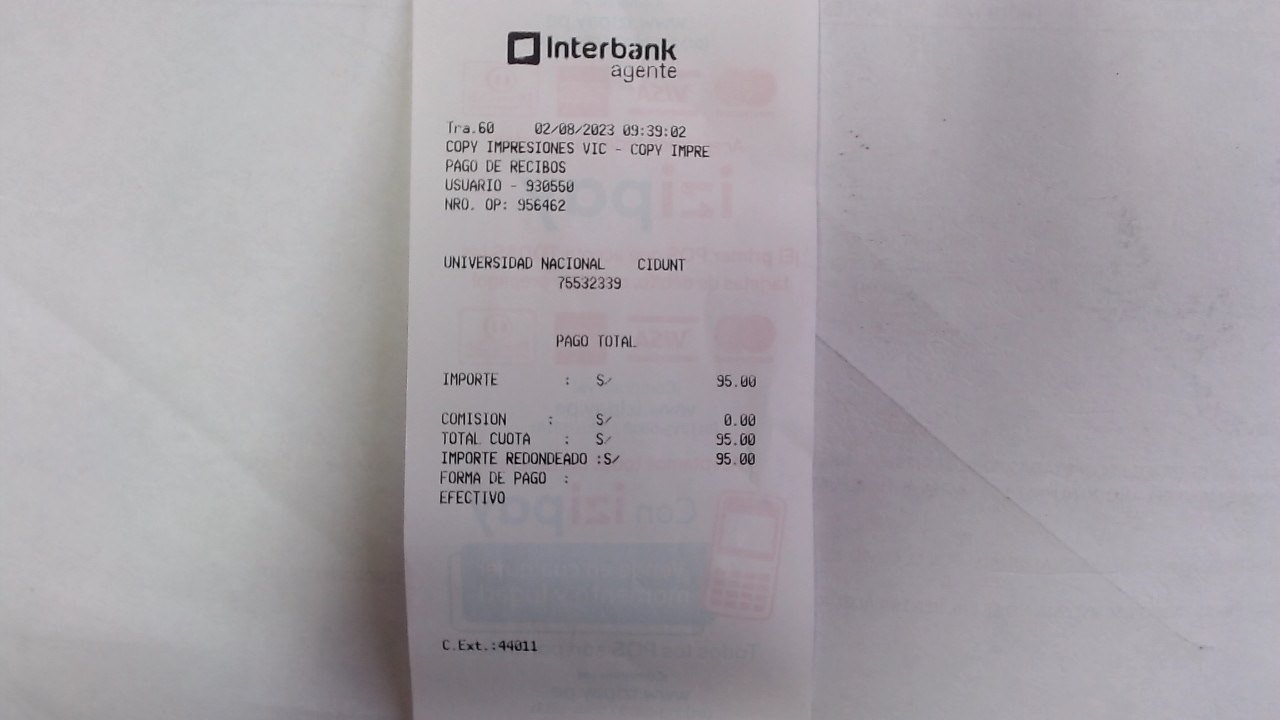 Interbank
agente
Tra.60 02/08/2023 09:39:02
COPY IMPRESIONES VIC - COPY IMPRE
PAGO DE RECIBOS
USUARIO - 930550
NRO. OP: 956462
UNIVERSIDAD NACIONAL CIDUNT
75532339
PAGO TOTAL
IMPORTE : S/ 95.00
COMISION : S/ 0.00
TOTAL CUOTA : S/ 95.00
IMPORTE REDONDEADO :S/ 95.00
FORMA DE PAGO :
EFECTIVO
C.Ext.:44011